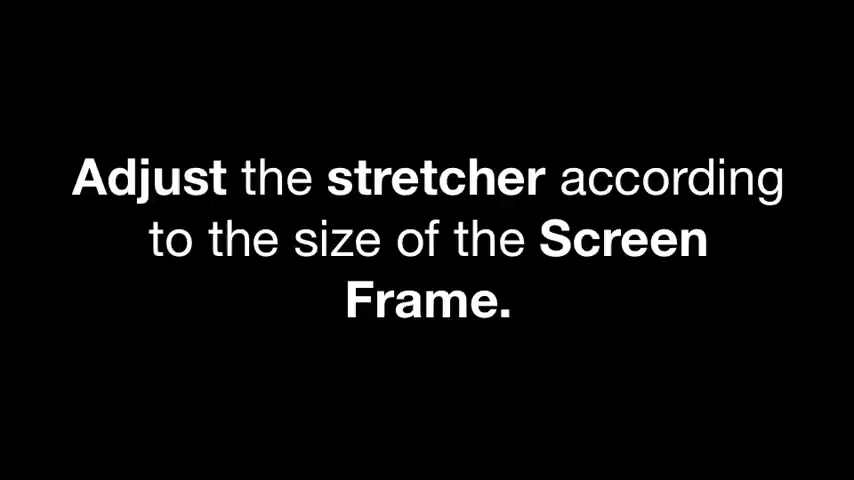 Adjust the stretcher according
to the size of the Screen
Frame.